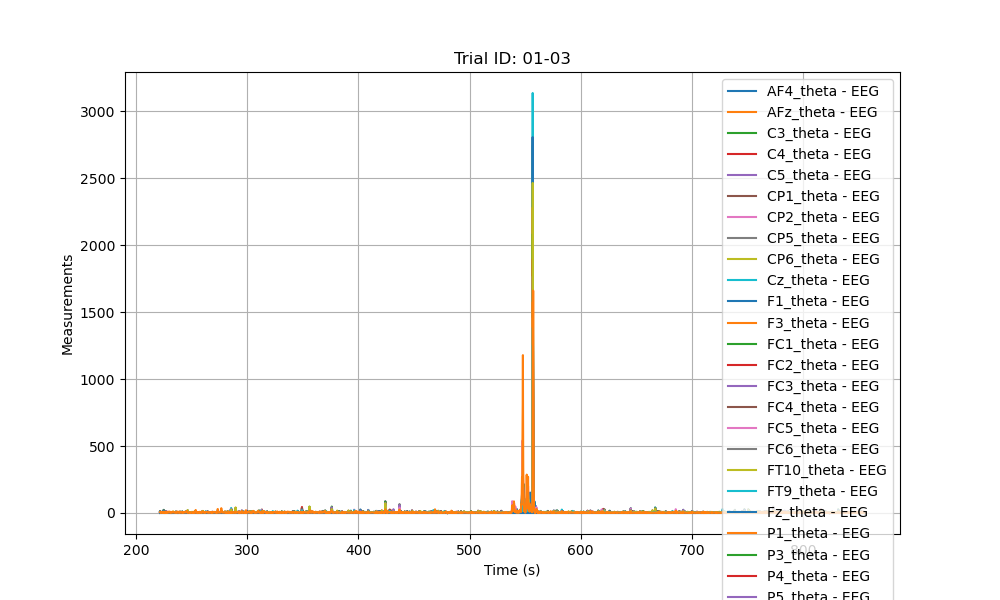 Trial ID: 01-03
3000
2500
2000
1500
1000
500
0
Measurements
200
300
400
500
600
700
800
Time (s)
AF4_theta - EEG
AFz_theta - EEG
C3_theta - EEG
C4_theta - EEG
C5_theta - EEG
CP1_theta - EEG
CP2_theta - EEG
CP5_theta - EEG
CP6_theta - EEG
Cz_theta - EEG
F1_theta - EEG
F3_theta - EEG
FC1_theta - EEG
FC2_theta - EEG
FC3_theta - EEG
FC4_theta - EEG
FC5_theta - EEG
FC6_theta - EEG
FT10_theta - EEG
FT9_theta - EEG
Fz_theta - EEG
P1_theta - EEG
P3_theta - EEG
P4_theta - EEG
P5_theta - EEG